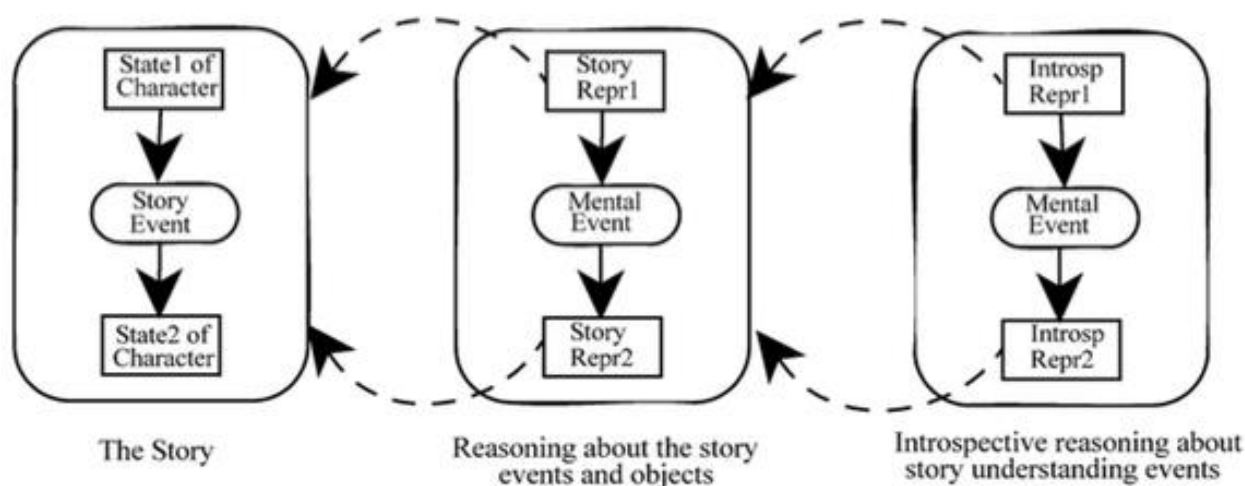 State1 of
Character
Story
Event
State2 of
Character
The Story
Story
Repr1
Mental
Event
Story
Repr2
Reasoning about the story
events and objects
Introsp
Repr1
Mental
Event
Introsp
Repr2
Introspective reasoning about
story understanding events